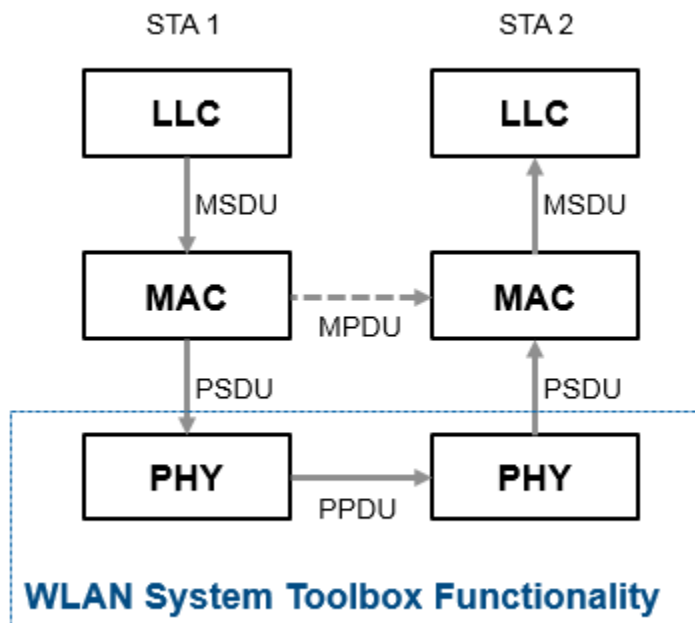 STA 1 STA 2
LLC LLC
MSDU MSDU
MAC MAC
MPDU
PSDU PSDU
PHY PHY
PPDU
WLAN System Toolbox Functionality